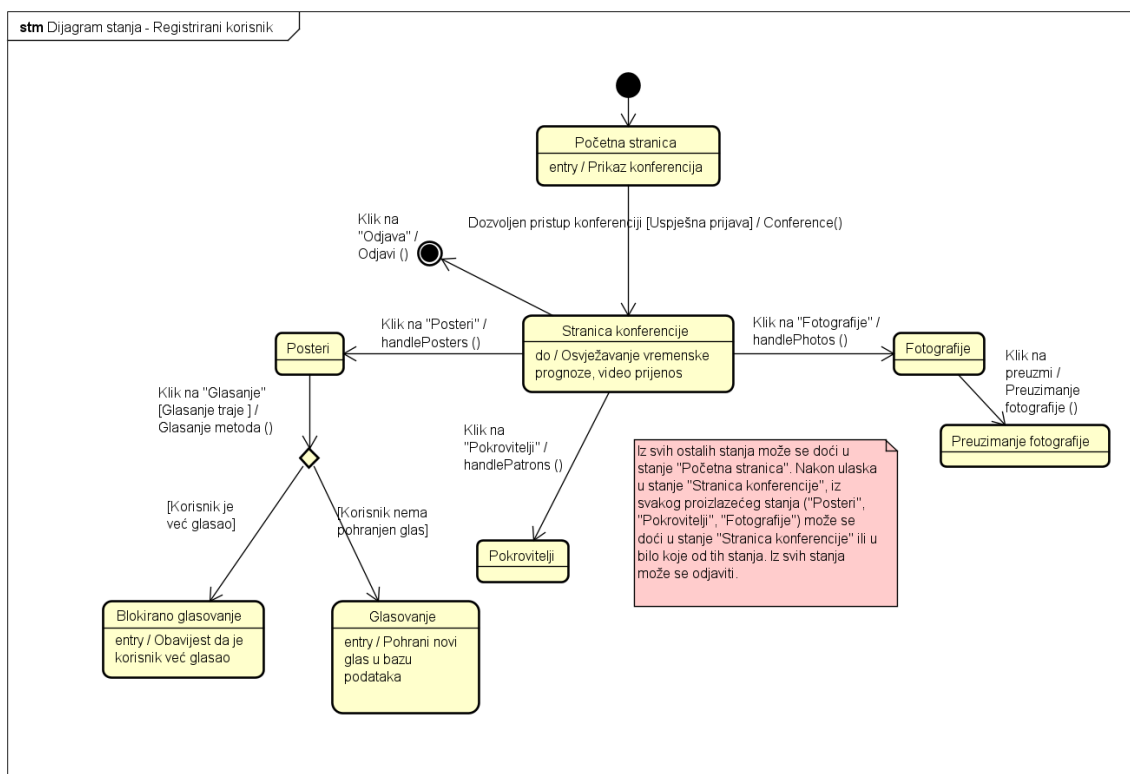 stm Dijagram stanja - Registrirani korisnik
Početna stranica
entry / Prikaz konferencija
Dozvoljen pristup konferenciji [Uspješna prijava] / Conference()
Klik na
"Odjava" /
Odjavi ()
Stranica konferencije
do / Osvježavanje vremenske
prognoze, video prijenos
Klik na "Posteri" /
handlePosters ()
Posteri
Klik na "Fotografije" /
handlePhotos ()
Fotografije
Klik na
preuzmi /
Preuzimanje
fotografije ()
Preuzimanje fotografije
Klik na "Glasanje"
[Glasanje traje ] /
Glasanje metoda ()
Klik na
"Pokrovitelji" /
handlePatrons ()
Pokrovitelji
[Korisnik je
već glasao]
[Korisnik nema
pohranjen glas]
Blokirano glasovanje
entry / Obavijest da je
korisnik već glasao
Glasovanje
entry / Pohrani novi
glas u bazu
podataka
Iz svih ostalih stanja može se doći u
stanje "Početna stranica". Nakon ulaska
u stanje "Stranica konferencije", iz
svakog proizlazećeg stanja ("Posteri",
"Pokrovitelji", "Fotografije") može se
doći u stanje "Stranica konferencije" ili u
bilo koje od tih stanja. Iz svih stanja
može se odjaviti.